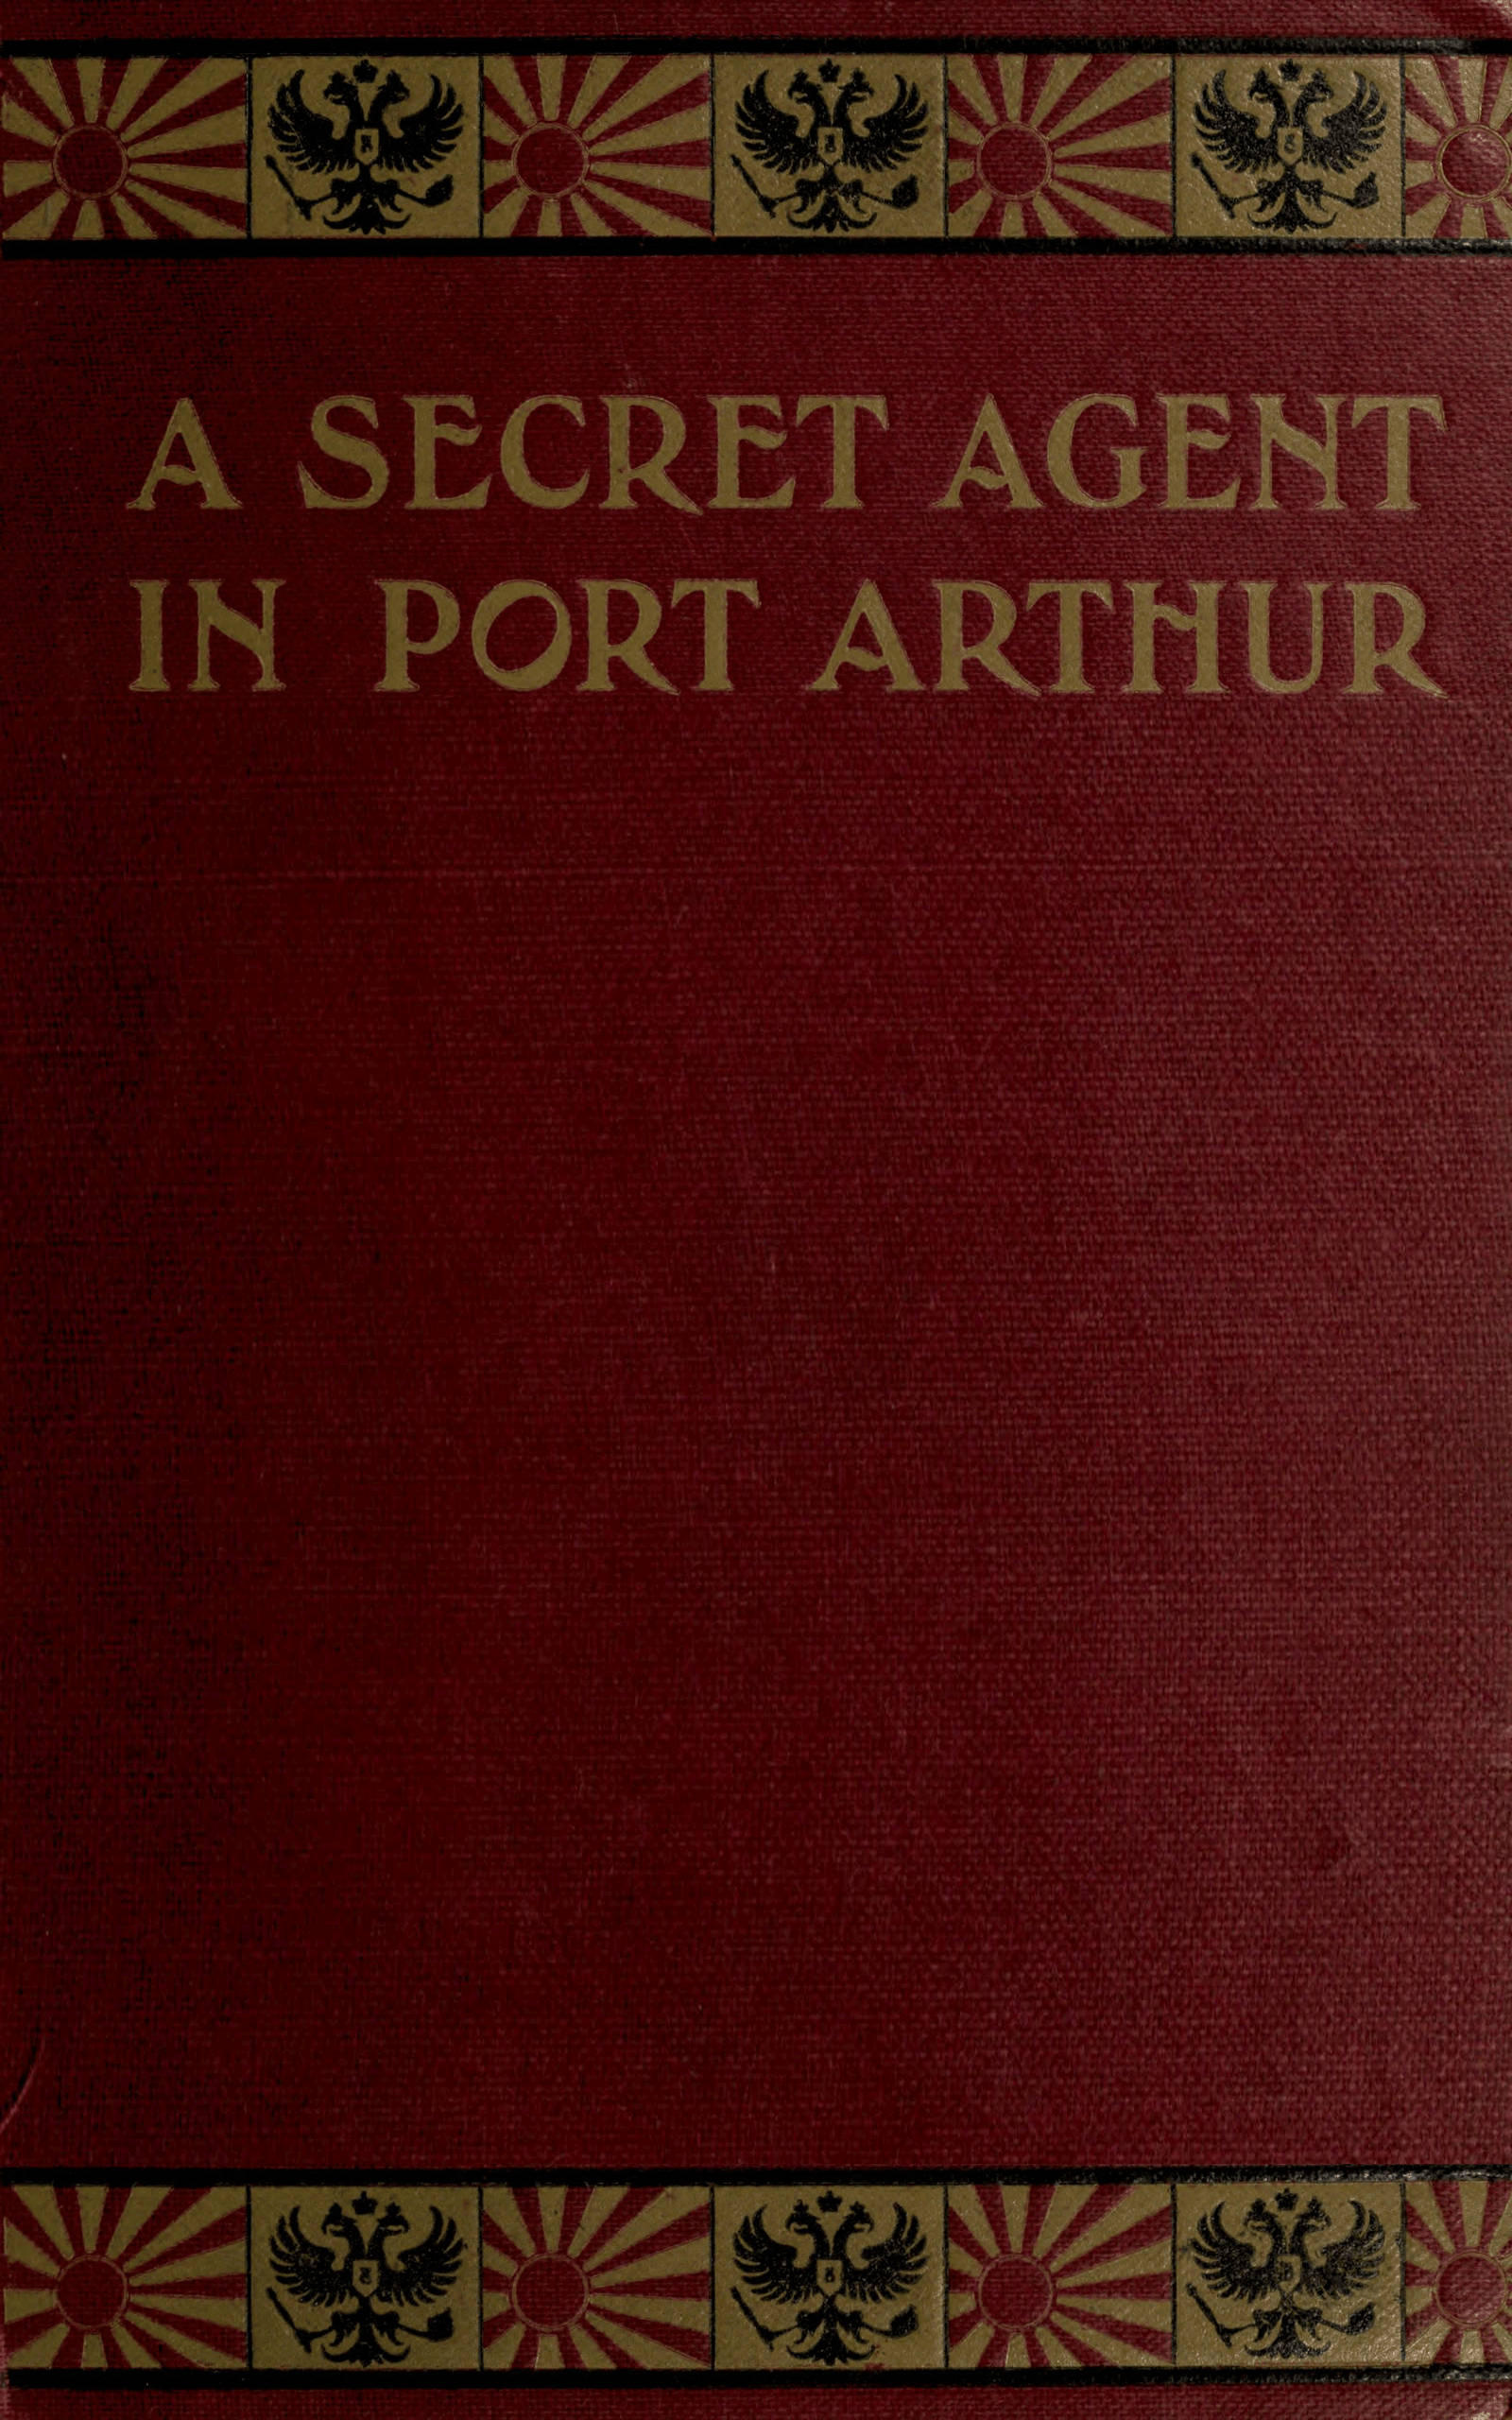 A SECRET AGENT
IN PORT ARTHUR